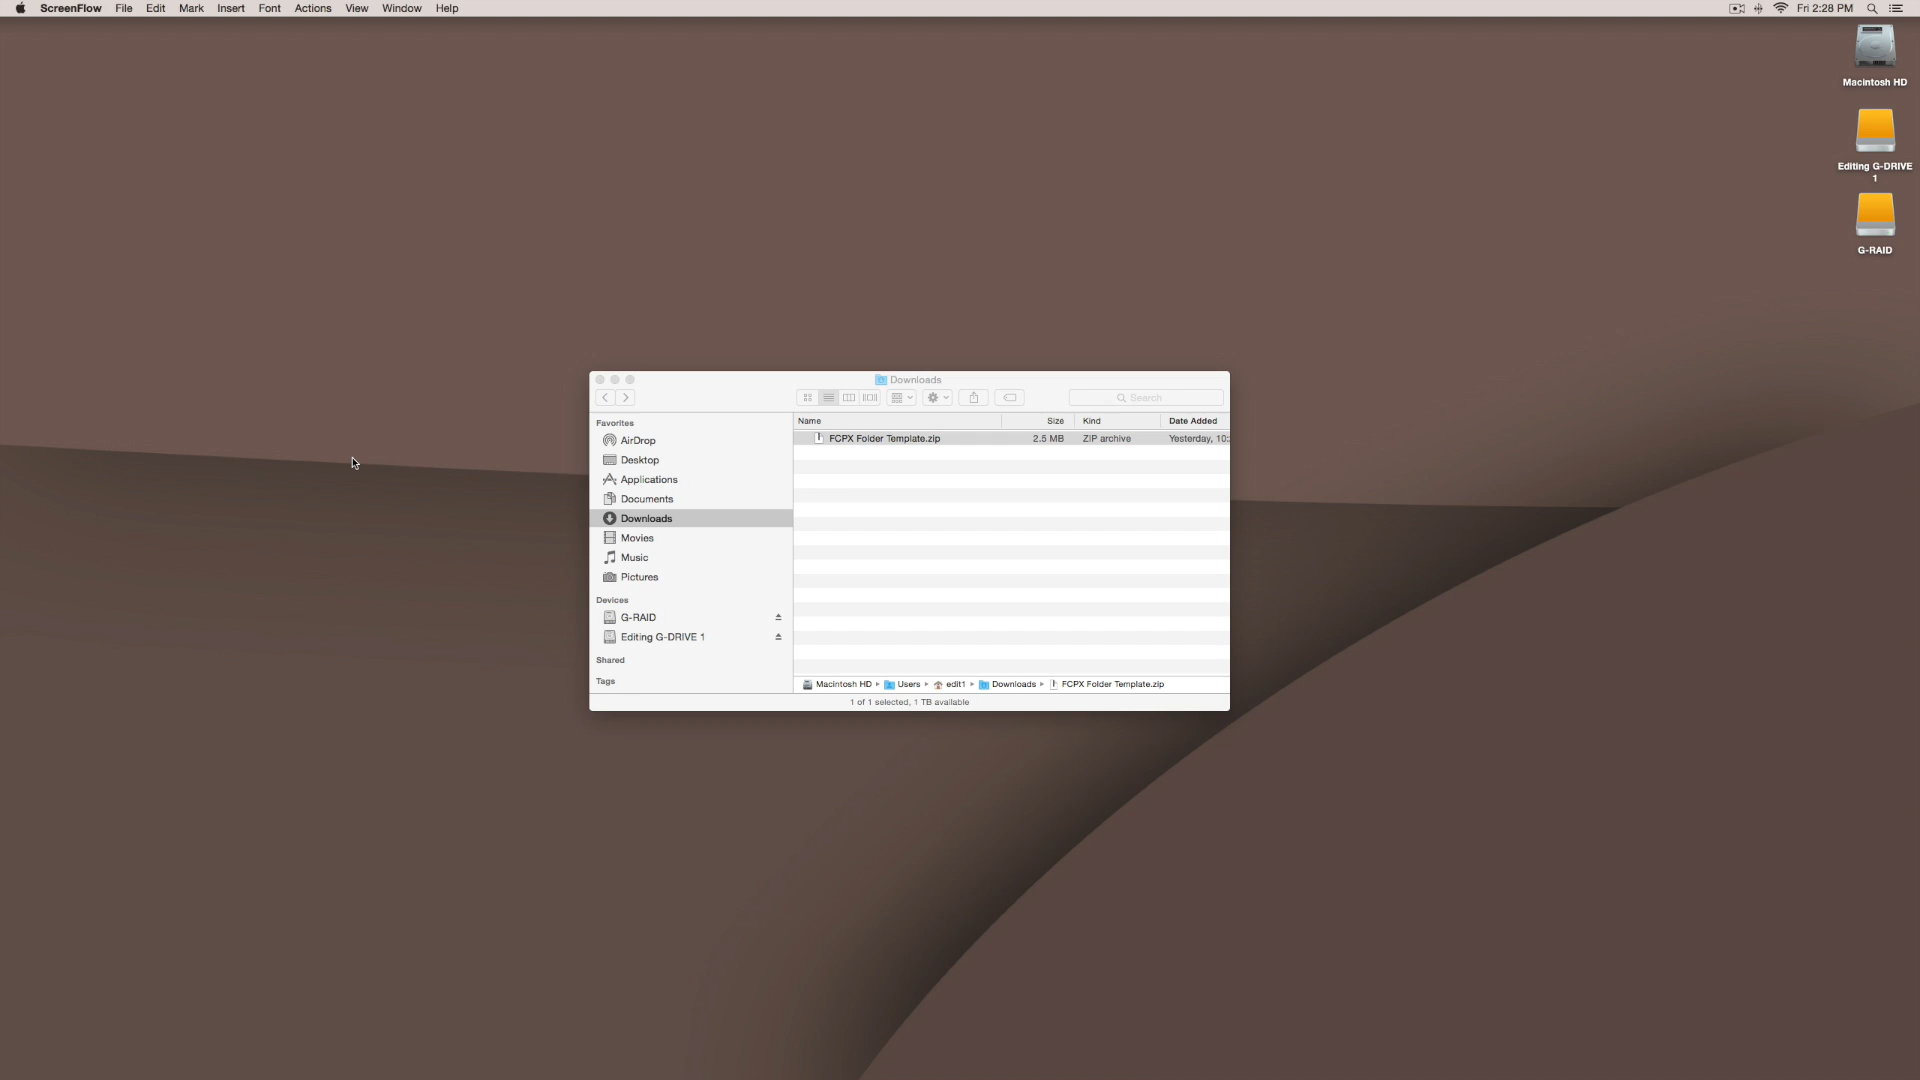 ScreenFlow File Edit Mark Insert Font Actions View Window Help Fri 2:28 PM
Macintosh HD
Editing G-DRIVE
1
G-RAID
Downloads
Search
Favorites
AirDrop
Desktop
Applications
Documents
Downloads
Movies
Music
Pictures
Devices
G-RAID
Editing G-DRIVE 1
Shared
Tags
Name Size Kind Date Added
FCPX Folder Template.zip 2.5 MB ZIP archive Yesterday, 10:
Macintosh HD Users edit1 Downloads FCPX Folder Template.zip
1 of 1 selected, 1 TB available